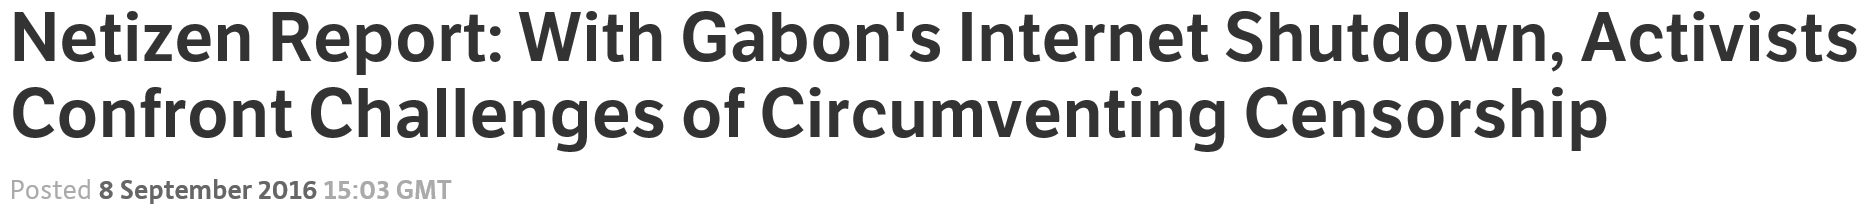 Netizen Report: With Gabon's Internet Shutdown, Activists
Confront Challenges of Circumventing Censorship
Posted 8 September 2016 15:03 GMT